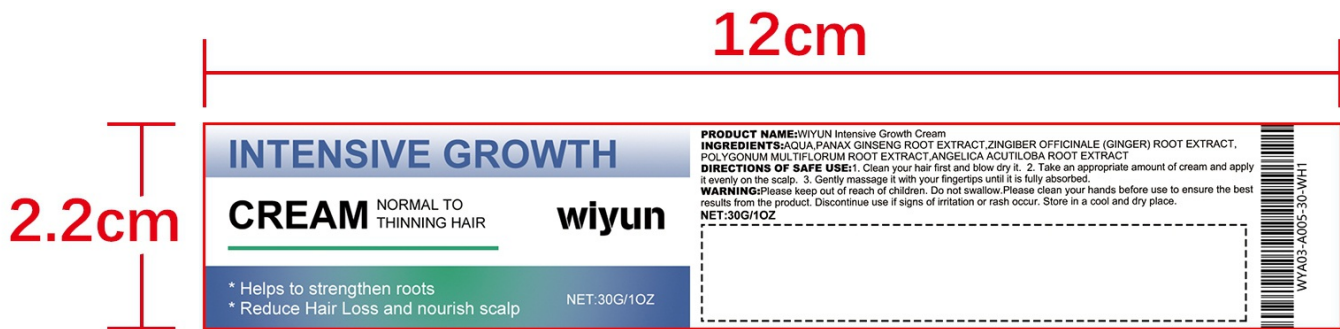 12cm
2.2cm
INTENSIVE GROWTH
CREAM NORMAL TO
THINNING HAIR
wiyun
* Helps to strengthen roots
* Reduce Hair Loss and nourish scalp
NET:30G/1OZ
PRODUCT NAME:WIYUN Intensive Growth Cream
INGREDIENTS:AQUA,PANAX GINSENG ROOT EXTRACT,ZINGIBER OFFICINALE (GINGER) ROOT EXTRACT,
POLYGONUM MULTIFLORUM ROOT EXTRACT,ANGELICA ACUTILOBA ROOT EXTRACT
DIRECTIONS OF SAFE USE:1. Clean your hair first and blow dry it. 2. Take an appropriate amount of cream and apply
it evenly on the scalp. 3. Gently massage it with your fingertips until it is fully absorbed.
WARNING:Please keep out of reach of children. Do not swallow.Please clean your hands before use to ensure the best
results from the product. Discontinue use if signs of irritation or rash occur. Store in a cool and dry place.
NET:30G/1OZ
WYA03-A005-30-WH1